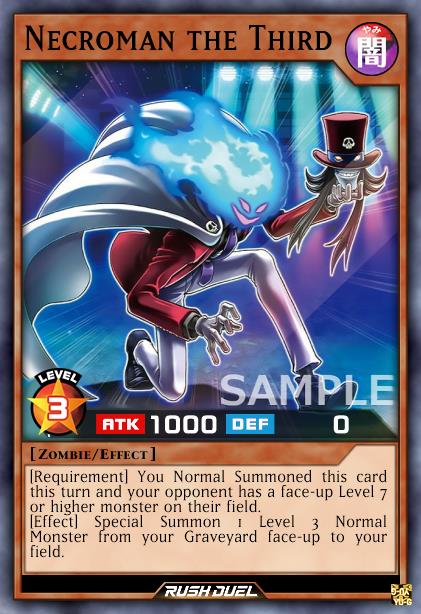 NECROMAN THE THIRD
やみ
闇
SAMPLE
LEVEL
3
ATK 1000 DEF 0
[ZOMBIE/EFFECT]
[Requirement] You Normal Summoned this card
this turn and your opponent has a face-up Level 7
or higher monster on their field.
[Effect] Special Summon 1 Level 3 Normal
Monster from your Graveyard face-up to your
field.
RUSH DUEL